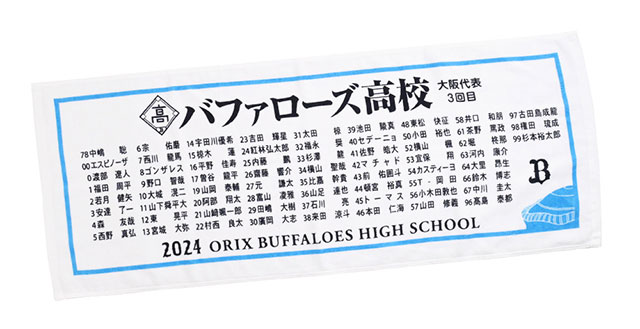 高
バファローズ高校
大阪代表
3回目
78中嶋 聡
00エスピノーザ
0渡部 遼人
1福田 周平
2若月 健矢
3安達 了一
4森 友哉
5西野 真弘
6宗 佑磨
7西川 龍馬
8ゴンザレス
9野口 智哉
10大城 滉二
11山下舜平大
12東 晃平
13宮城 大弥
14宇田川優希
15椋木 蓮
16平野 佳寿
17曽谷 龍平
19山岡 泰輔
20阿部 翔太
21山﨑颯一郎
22村西 良太
23吉田 輝星
24紅林弘太郎
25内藤 鵬
26齋藤 響介
27元 謙太
28富山 凌雅
29田嶋 大樹
30廣岡 大志
31太田 椋
32福永 奨
33杉澤 龍
34横山 聖哉
35比嘉 幹貴
36山足 達也
37石川 亮
38来田 涼斗
39池田 陵真
40セデーニョ
41佐野 皓大
42マチャド
43前 佑囲斗
44頓宮 裕真
45トーマス
46本田 仁海
48東松 快征
50小田 裕也
52横山 楓
53宜保 翔
54カスティーヨ
55T-岡田
56小木田敦也
57山田 修義
58井口 和朋
61茶野 篤政
62堀 柊那
63河内 康介
64大里 昂生
66鈴木 博志
67中川 圭太
96髙島 泰都
97古田島成龍
98権田 琉成
99杉本裕太郎
B
2024 ORIX BUFFALOES HIGH SCHOOL